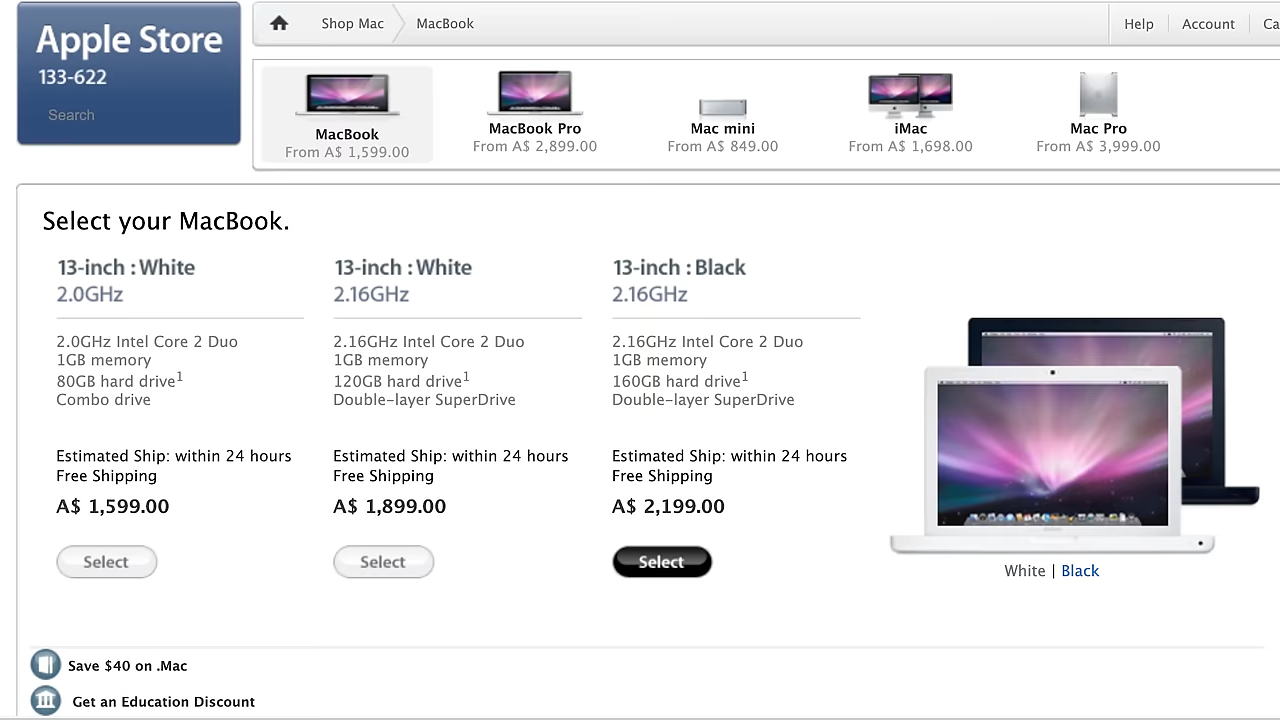 Apple Store
133-622
Search
Shop Mac
MacBook
Help
Account
Ca
MacBook
From A$ 1,599.00
MacBook Pro
From A$ 2,899.00
Mac mini
From A$ 849.00
iMac
From A$ 1,698.00
Mac Pro
From A$ 3,999.00
Select your MacBook.
13-inch : White
2.0GHz
2.0GHz Intel Core 2 Duo
1GB memory
80GB hard drive1
Combo drive
Estimated Ship: within 24 hours
Free Shipping
A$ 1,599.00
Select
13-inch : White
2.16GHz
2.16GHz Intel Core 2 Duo
1GB memory
120GB hard drive1
Double-layer SuperDrive
Estimated Ship: within 24 hours
Free Shipping
A$ 1,899.00
Select
13-inch : Black
2.16GHz
2.16GHz Intel Core 2 Duo
1GB memory
160GB hard drive1
Double-layer SuperDrive
Estimated Ship: within 24 hours
Free Shipping
A$ 2,199.00
Select
White | Black
Save $40 on .Mac
Get an Education Discount